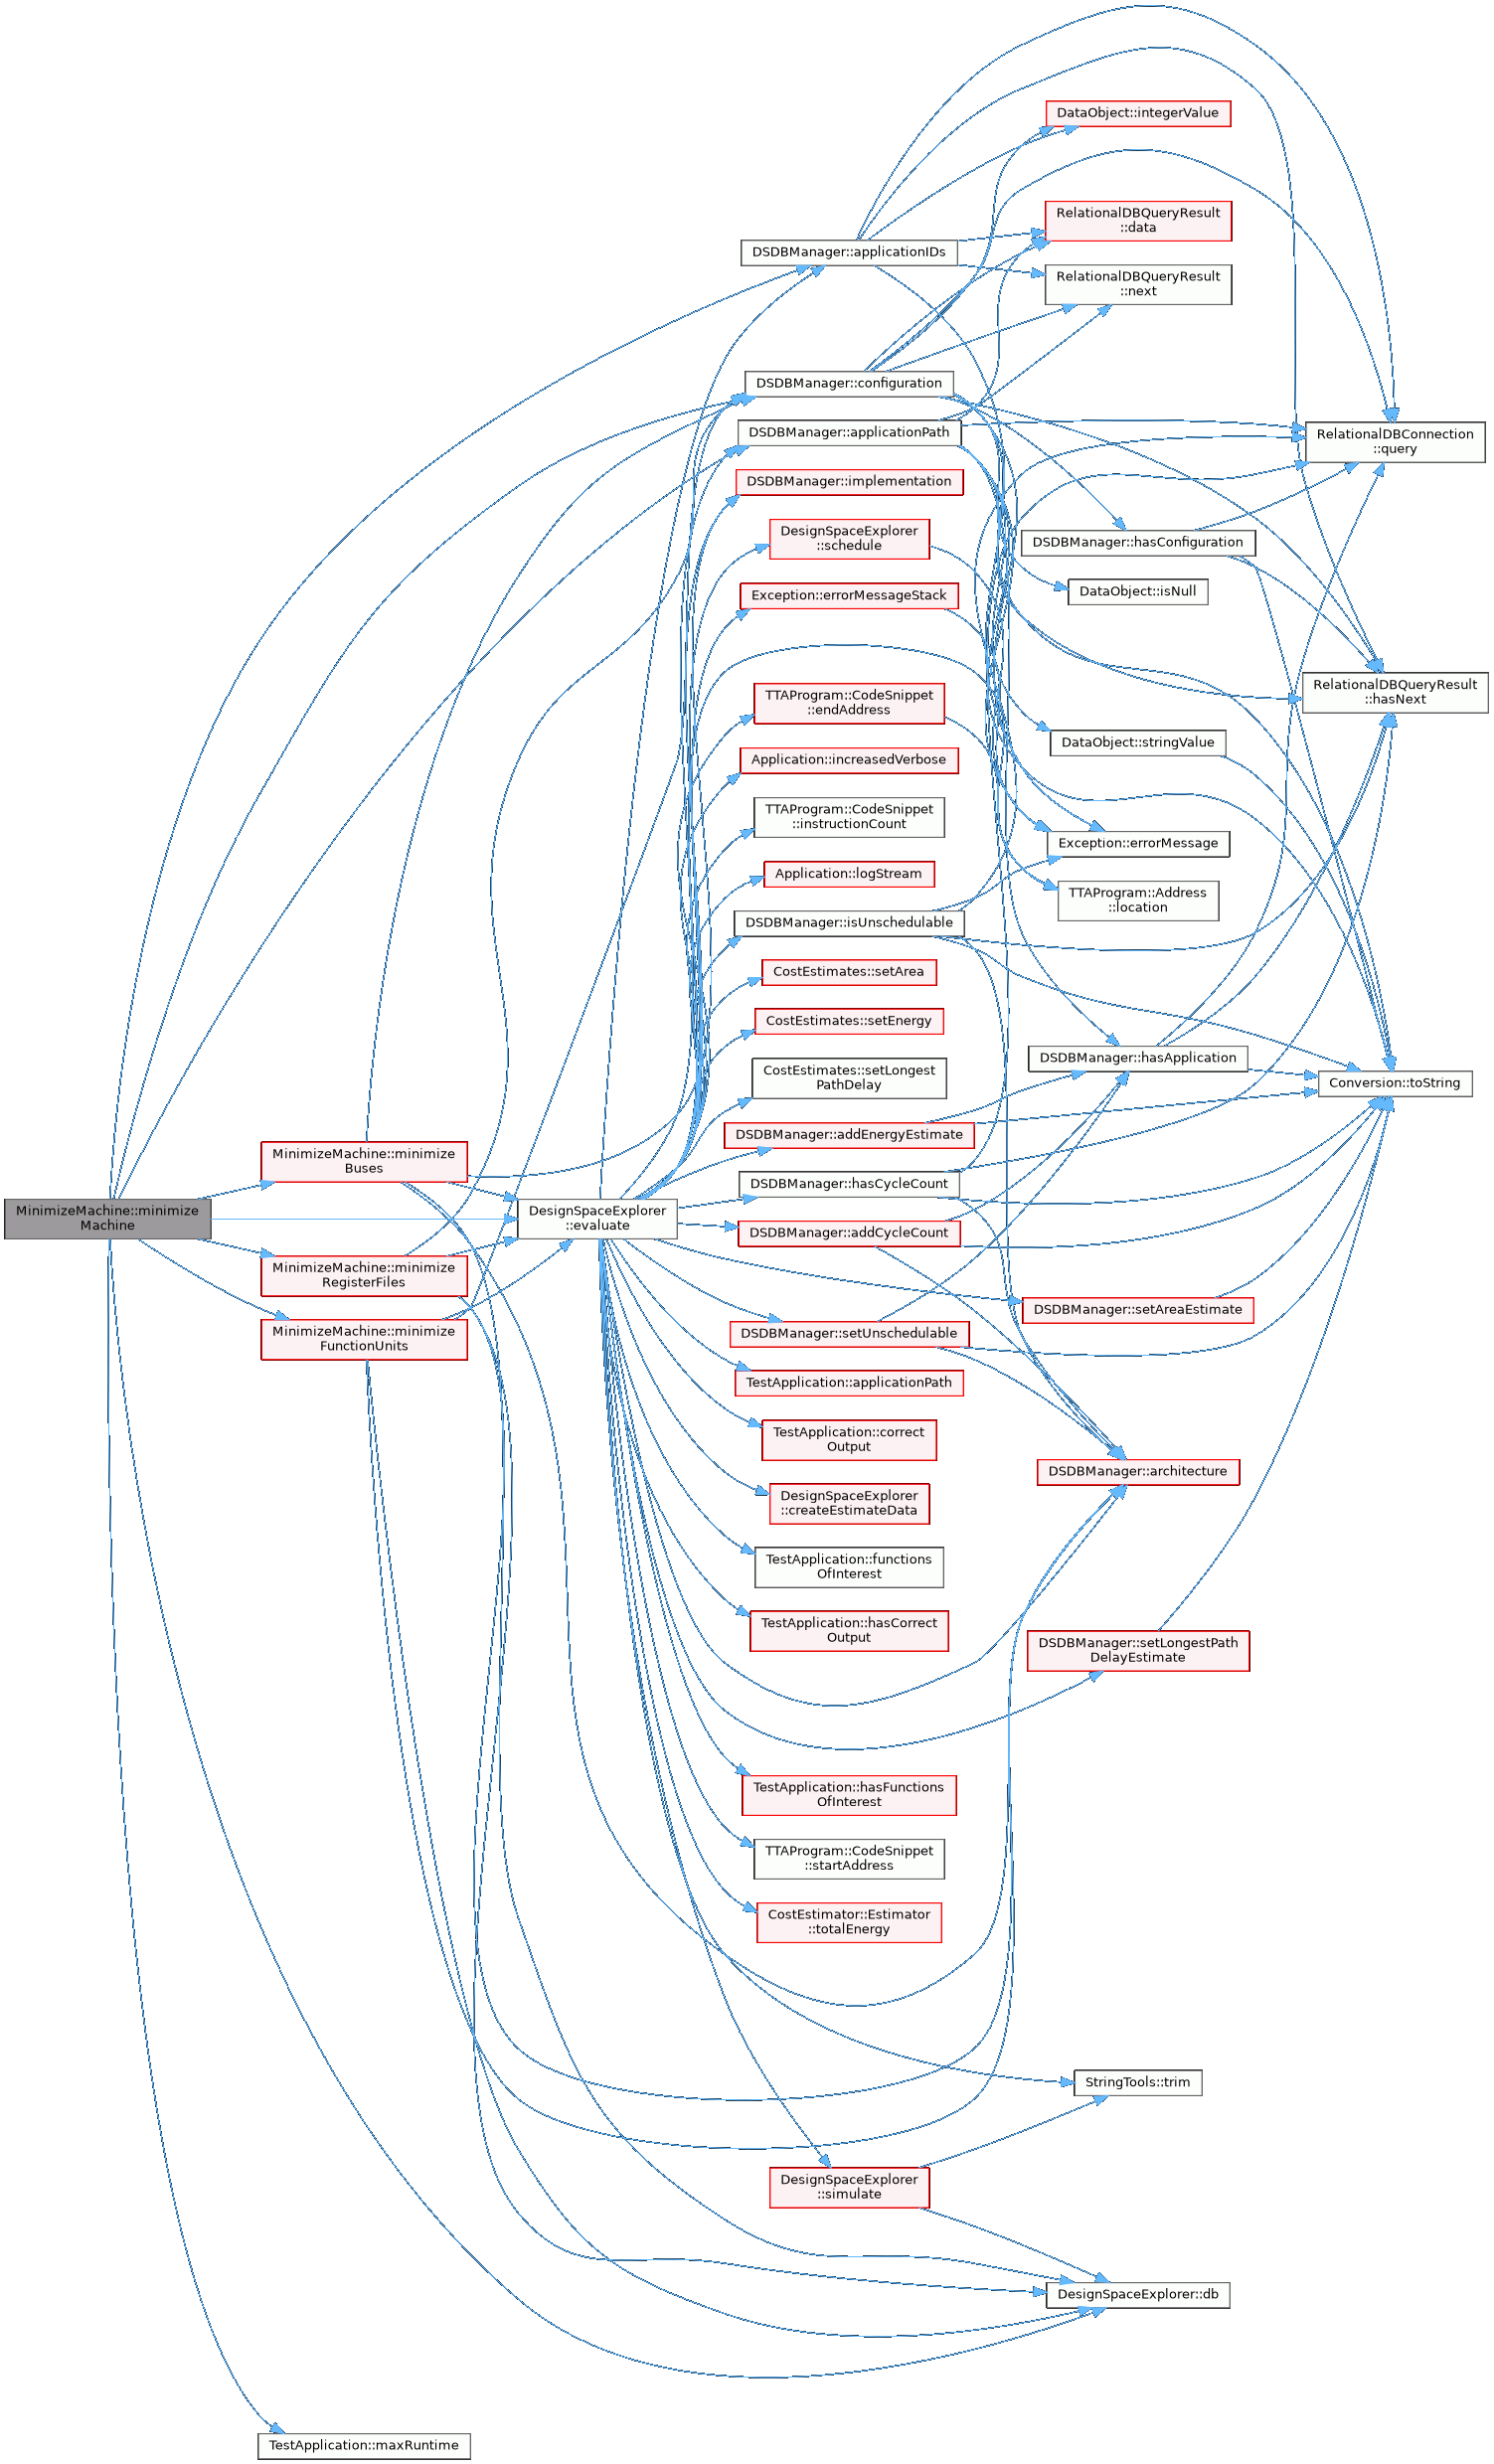 DataObject::integerValue
RelationalDBQueryResult
::data
DSDBManager::applicationIDs
RelationalDBQueryResult
::next
DSDBManager::configuration
DSDBManager::applicationPath
RelationalDBConnection
::query
DSDBManager::implementation
DesignSpaceExplorer
::schedule
DSDBManager::hasConfiguration
Exception::errorMessageStack
DataObject::isNull
TTAProgram::CodeSnippet
::endAddress
RelationalDBQueryResult
::hasNext
DataObject::stringValue
Application::increasedVerbose
TTAProgram::CodeSnippet
::instructionCount
Exception::errorMessage
Application::logStream
TTAProgram::Address
::location
DSDBManager::isUnschedulable
CostEstimates::setArea
CostEstimates::setEnergy
DSDBManager::hasApplication
CostEstimates::setLongest
PathDelay
Conversion::toString
DSDBManager::addEnergyEstimate
MinimizeMachine::minimize
Buses
DSDBManager::hasCycleCount
MinimizeMachine::minimize
Machine
DesignSpaceExplorer
::evaluate
DSDBManager::addCycleCount
MinimizeMachine::minimize
RegisterFiles
DSDBManager::setAreaEstimate
MinimizeMachine::minimize
FunctionUnits
DSDBManager::setUnschedulable
TestApplication::applicationPath
TestApplication::correct
Output
DSDBManager::architecture
DesignSpaceExplorer
::createEstimateData
TestApplication::functions
OfInterest
TestApplication::hasCorrect
Output
DSDBManager::setLongestPath
DelayEstimate
TestApplication::hasFunctions
OfInterest
TTAProgram::CodeSnippet
::startAddress
CostEstimator::Estimator
::totalEnergy
StringTools::trim
DesignSpaceExplorer
::simulate
DesignSpaceExplorer::db
TestApplication::maxRuntime